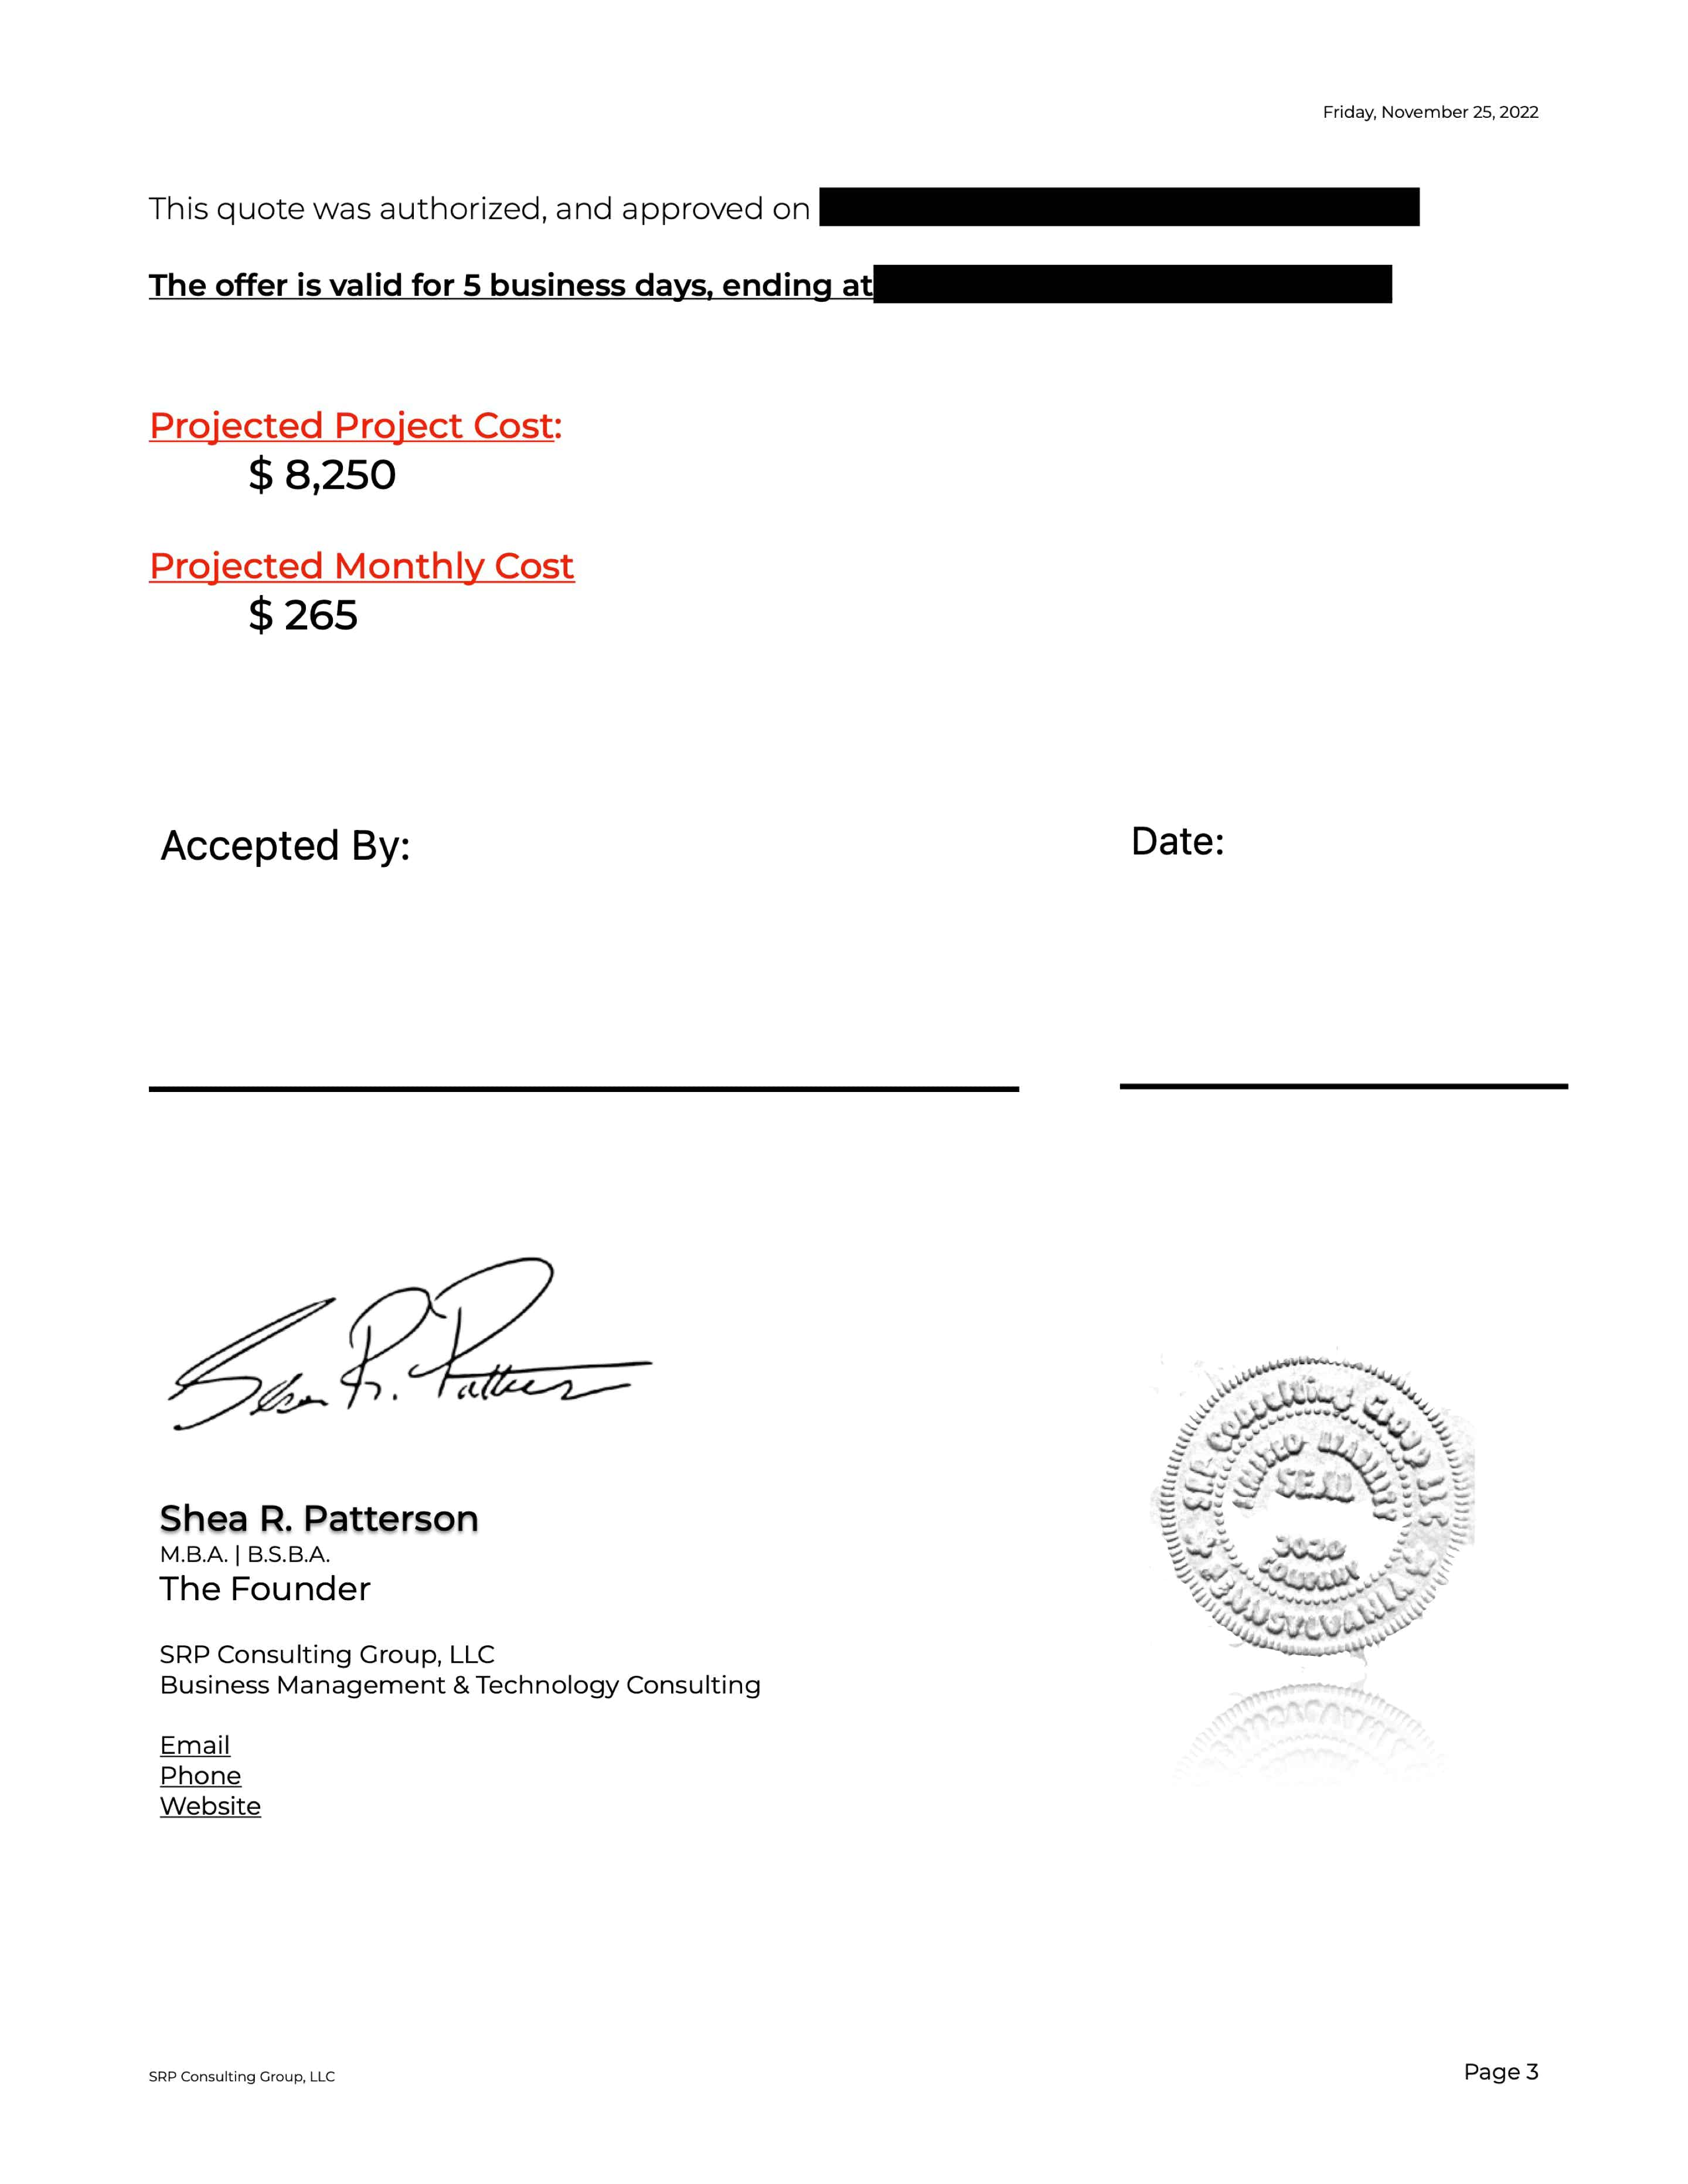 Friday, November 25, 2022
This quote was authorized, and approved on
The offer is valid for 5 business days, ending at
Projected Project Cost:
$ 8,250
Projected Monthly Cost
$ 265
Accepted By:
Date:
Shea R. Patterson
Shea R. Patterson
M.B.A. | B.S.B.A.
The Founder
SRP Consulting Group, LLC
Business Management & Technology Consulting
Email
Phone
Website
SRP Consulting Group LLC
LIMITED LIABILITY
SEAL
COMPANY
PENNSYLVANIA
SRP Consulting Group, LLC
Page 3